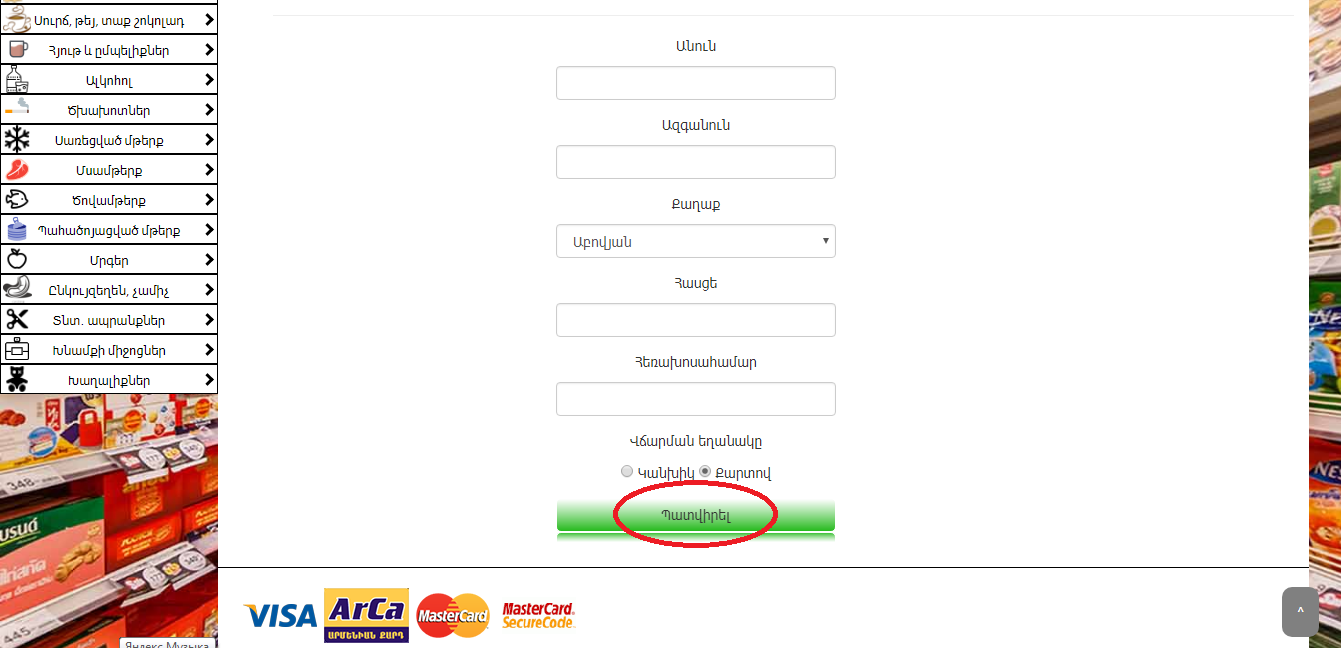 Սուրճ, թեյ, տաք շոկոլադ
Հյութ և ըմպելիքներ
Ալկոհոլ
Ծխախոտներ
Սառեցված մթերք
Մսամթերք
Ծովամթերք
Պահածոյացված մթերք
Մրգեր
Ընկույզեղեն, չամիչ
Տնտ. ապրանքներ
Խնամքի միջոցներ
Խաղալիքներ
Անուն
Ազգանուն
Քաղաք
Աբովյան
Հասցե
Հեռախոսահամար
Վճարման եղանակը
Կանխիկ Քարտով
Պատվիրել
VISA
ArCa
ԱՐՄԵՆԻԱՆ ՔԱՐԴ
MasterCard
MasterCard.
SecureCode.
^
Яндекс Музыка